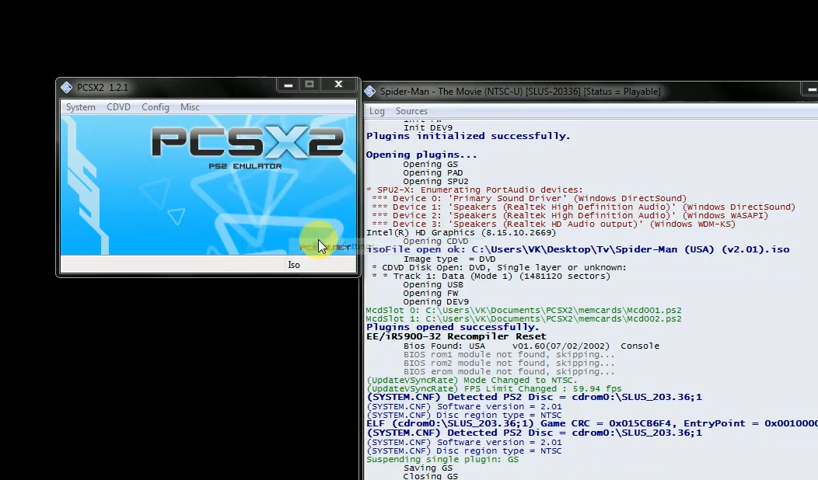 PCSX2 1.2.1
System CDVD Config Misc
PCSX2
PS2 EMULATOR
Iso
Spider-Man - The Movie (NTSC-U) [SLUS-20336] [Status = Playable]
Log Sources
Init DEV9
Plugins initialized successfully.
Opening plugins...
Opening GS
Opening PAD
Opening SPU2
* SPU2-X: Enumerating PortAudio devices:
*** Device 0: 'Primary Sound Driver' (Windows DirectSound)
*** Device 1: 'Speakers (Realtek High Definition Audio)' (Windows DirectSound)
*** Device 2: 'Speakers (Realtek High Definition Audio)' (Windows WASAPI)
*** Device 3: 'Speakers (Realtek HD Audio output)' (Windows WDM-KS)
Intel(R) HD Graphics (8.15.10.2669)
Opening CDVD
isoFile open ok: C:\Users\VK\Desktop\Tv\Spider-Man (USA) (v2.01).iso
Image type = DVD
* CDVD Disk Open: DVD, Single layer or unknown:
* * Track 1: Data (Mode 1) (1481120 sectors)
Opening USB
Opening FW
Opening DEV9
McdSlot 0: C:\Users\VK\Documents\PCSX2\memcards\Mcd001.ps2
McdSlot 1: C:\Users\VK\Documents\PCSX2\memcards\Mcd002.ps2
Plugins opened successfully.
EE/iR5900-32 Recompiler Reset
Bios Found: USA v01.60(07/02/2002) Console
BIOS rom1 module not found, skipping...
BIOS rom2 module not found, skipping...
BIOS erom module not found, skipping...
(UpdateVSyncRate) Mode Changed to NTSC.
(UpdateVSyncRate) FPS Limit Changed : 59.94 fps
(SYSTEM.CNF) Detected PS2 Disc = cdrom0:\SLUS_203.36;1
(SYSTEM.CNF) Software version = 2.01
(SYSTEM.CNF) Disc region type = NTSC
ELF (cdrom0:\SLUS_203.36;1) Game CRC = 0x015CB6F4, EntryPoint = 0x0010000
(SYSTEM.CNF) Detected PS2 Disc = cdrom0:\SLUS_203.36;1
(SYSTEM.CNF) Software version = 2.01
(SYSTEM.CNF) Disc region type = NTSC
Suspending single plugin: GS
Saving GS
Closing GS